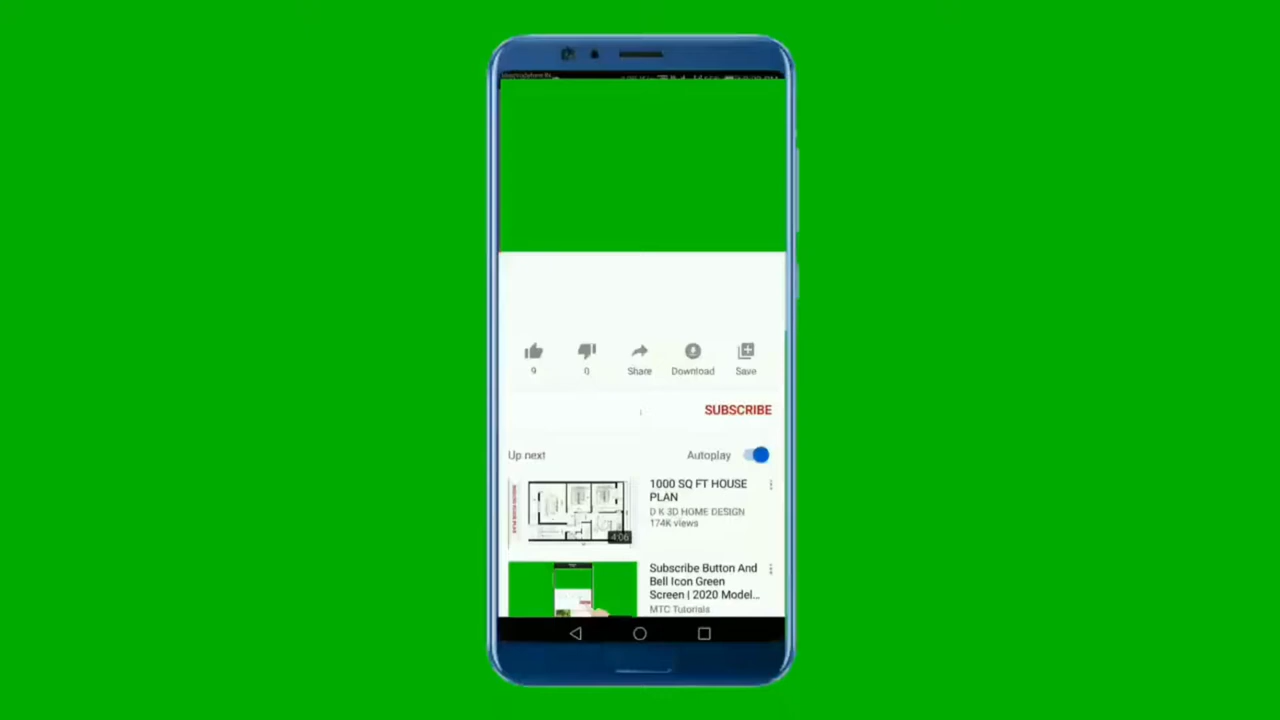 9
0
Share
Download
Save
SUBSCRIBE
Up next
Autoplay
1000 SQ FT HOUSE
PLAN
D K 3D HOME DESIGN
174K views
4:06
Subscribe Button And
Bell Icon Green
Screen | 2020 Model...
MTC Tutorials